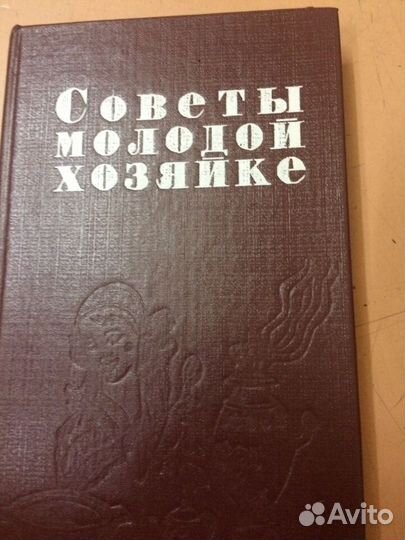 Советы
молодой
хозяйке
Avito